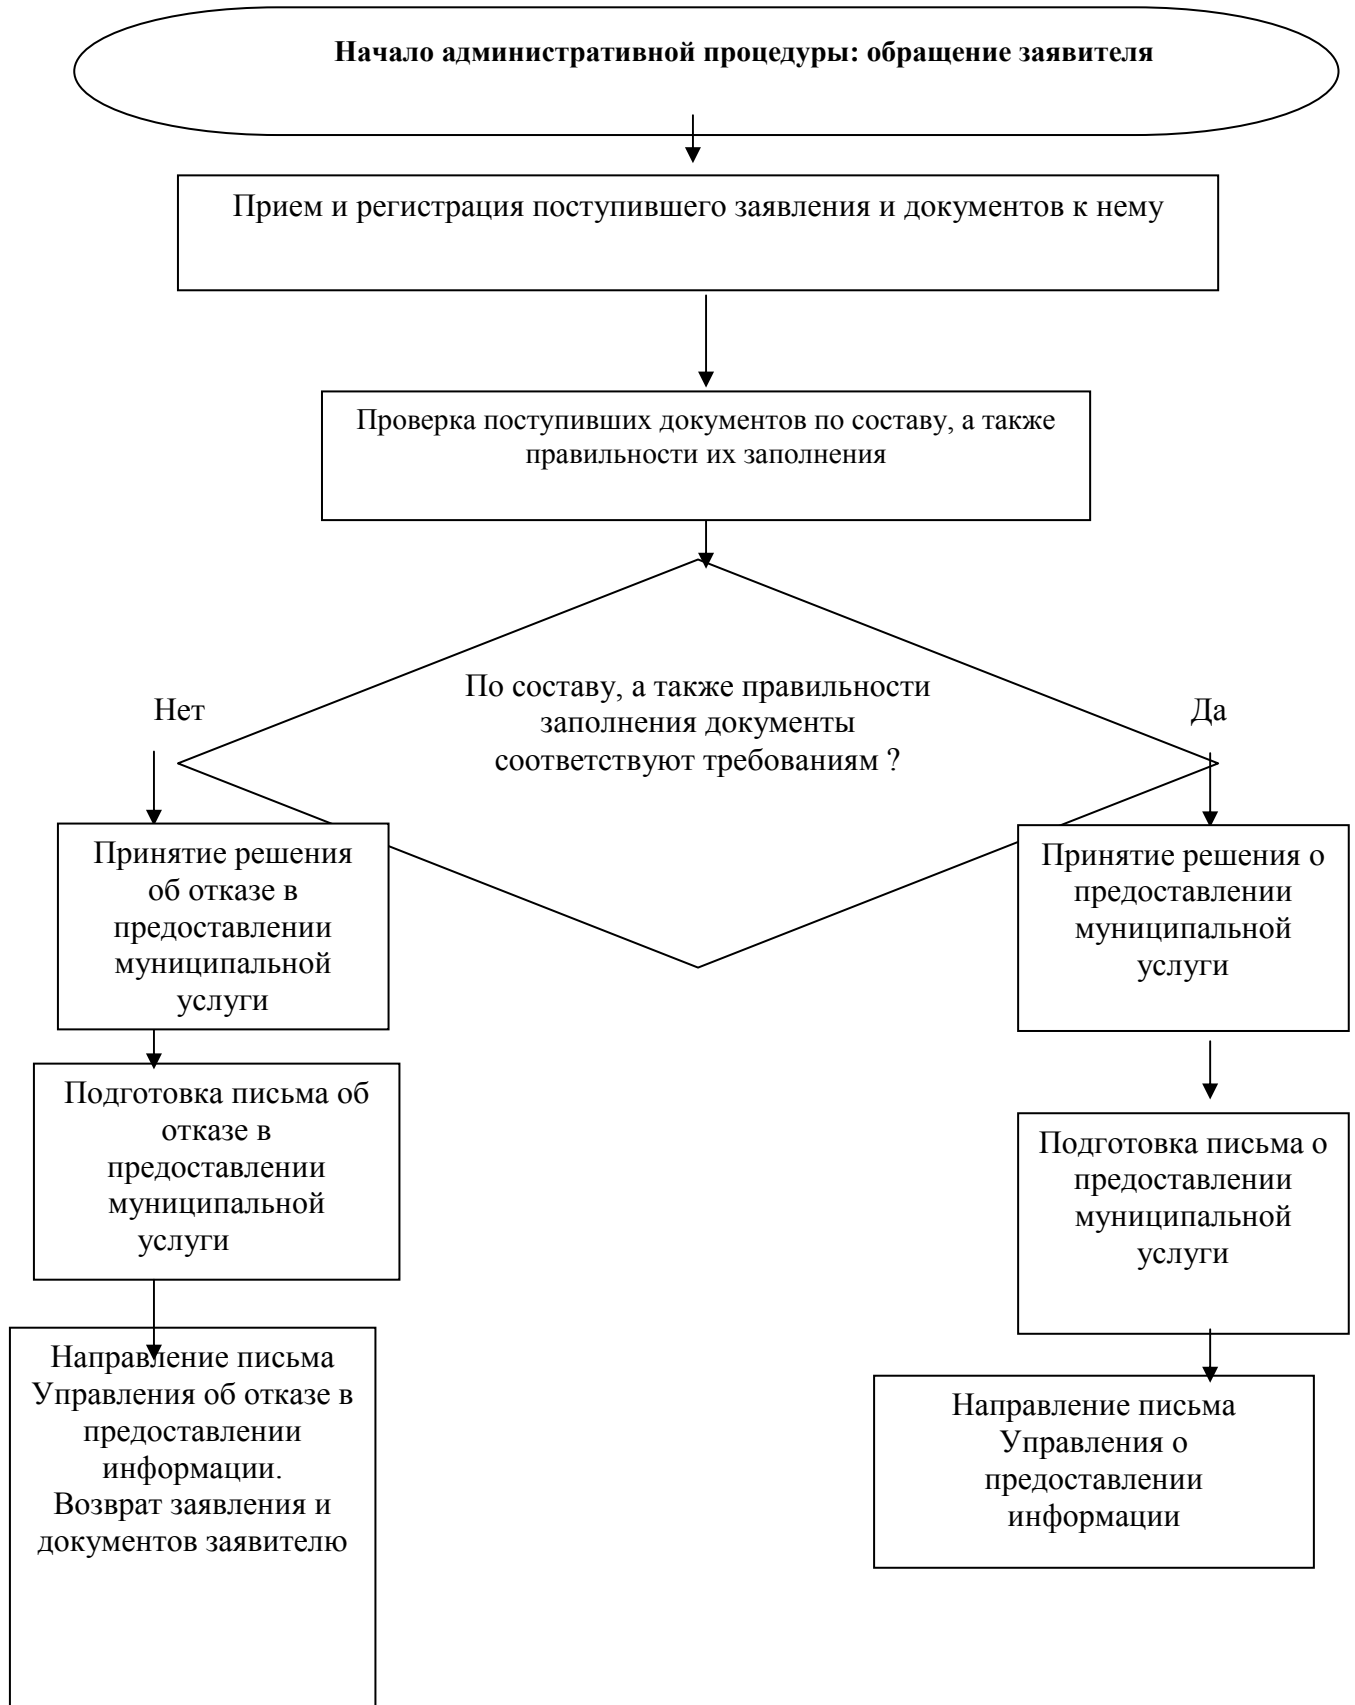 Начало административной процедуры: обращение заявителя
Прием и регистрация поступившего заявления и документов к нему
Проверка поступивших документов по составу, а также
правильности их заполнения
По составу, а также правильности
заполнения документы
соответствуют требованиям ?
Нет
Да
Принятие решения
об отказе в
предоставлении
муниципальной
услуги
Принятие решения о
предоставлении
муниципальной
услуги
Подготовка письма об
отказе в
предоставлении
муниципальной
услуги
Подготовка письма о
предоставлении
муниципальной
услуги
Направление письма
Управления об отказе в
предоставлении
информации.
Возврат заявления и
документов заявителю
Направление письма
Управления о
предоставлении
информации